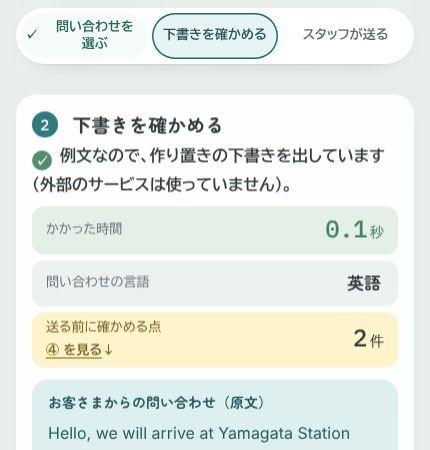 ✓ 問い合わせを
選ぶ
下書きを確かめる
スタッフが送る
2 下書きを確かめる
✓ 例文なので、作り置きの下書きを出しています
(外部のサービスは使っていません)。
かかった時間
0.1秒
問い合わせの言語
英語
送る前に確かめる点
④ を見る↓
2件
お客さまからの問い合わせ（原文）
Hello, we will arrive at Yamagata Station